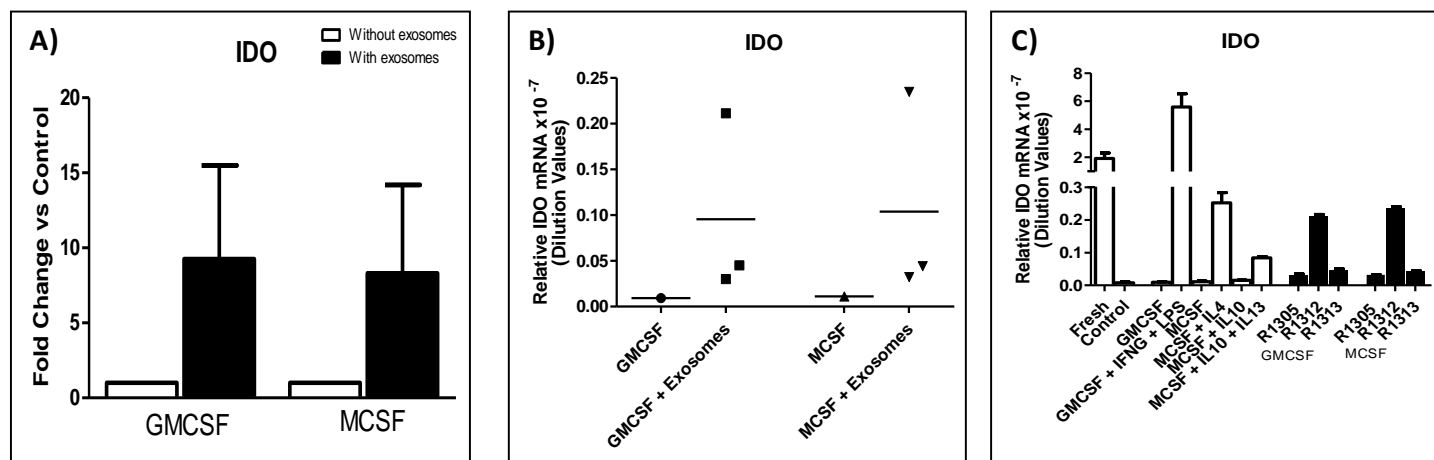 A)
Without exosomes
With exosomes
IDO
Fold Change vs Control
20
15
10
5
0
GMCSF
MCSF
B)
IDO
Relative IDO mRNA x10 -7
(Dilution Values)
0.25
0.20
0.15
0.10
0.05
0.00
GMCSF
GMCSF + Exosomes
MCSF
MCSF + Exosomes
C)
IDO
Relative IDO mRNA x10 -7
(Dilution Values)
8
6
4
2
0.3
0.2
0.1
0.0
Fresh
Control
GMCSF
GMCSF + IFNG + LPS
MCSF
MCSF + IL4
MCSF + IL10
MCSF + IL10 + IL13
R1305
R1312
R1313
R1305
R1312
R1313
GMCSF
MCSF